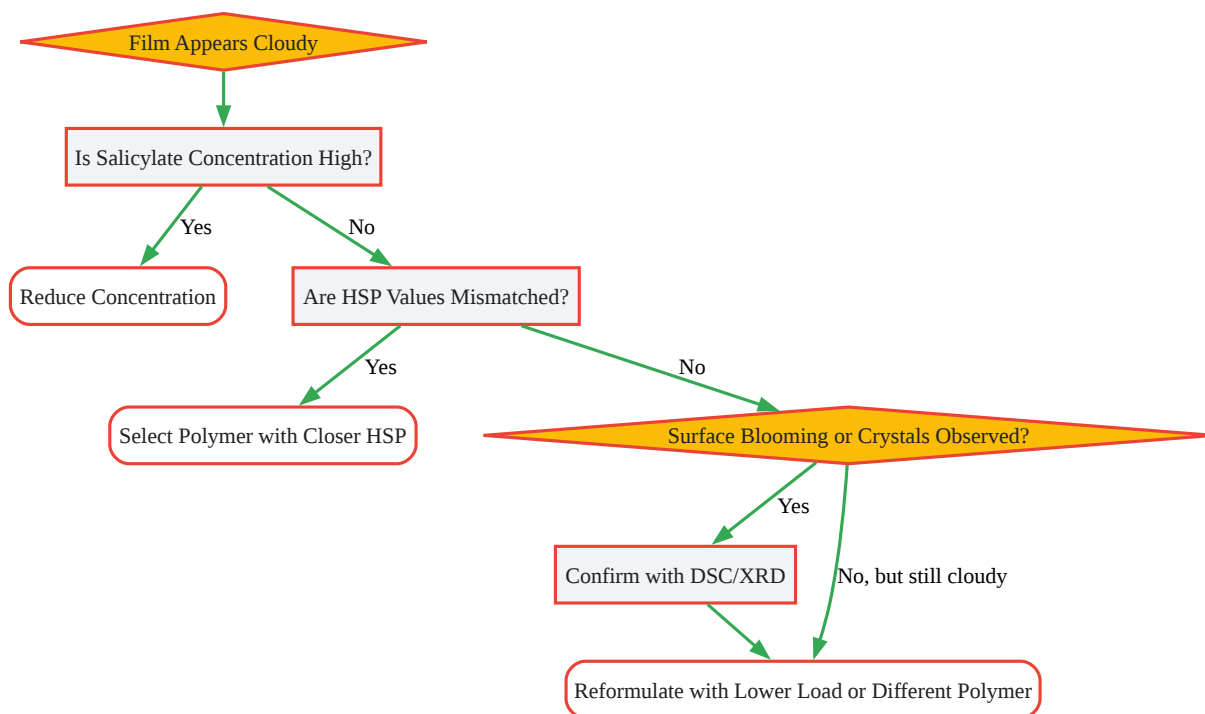 Film Appears Cloudy
Is Salicylate Concentration High?
Yes
No
Reduce Concentration
Are HSP Values Mismatched?
Yes
No
Select Polymer with Closer HSP
Surface Blooming or Crystals Observed?
Yes
Confirm with DSC/XRD
No, but still cloudy
Reformulate with Lower Load or Different Polymer